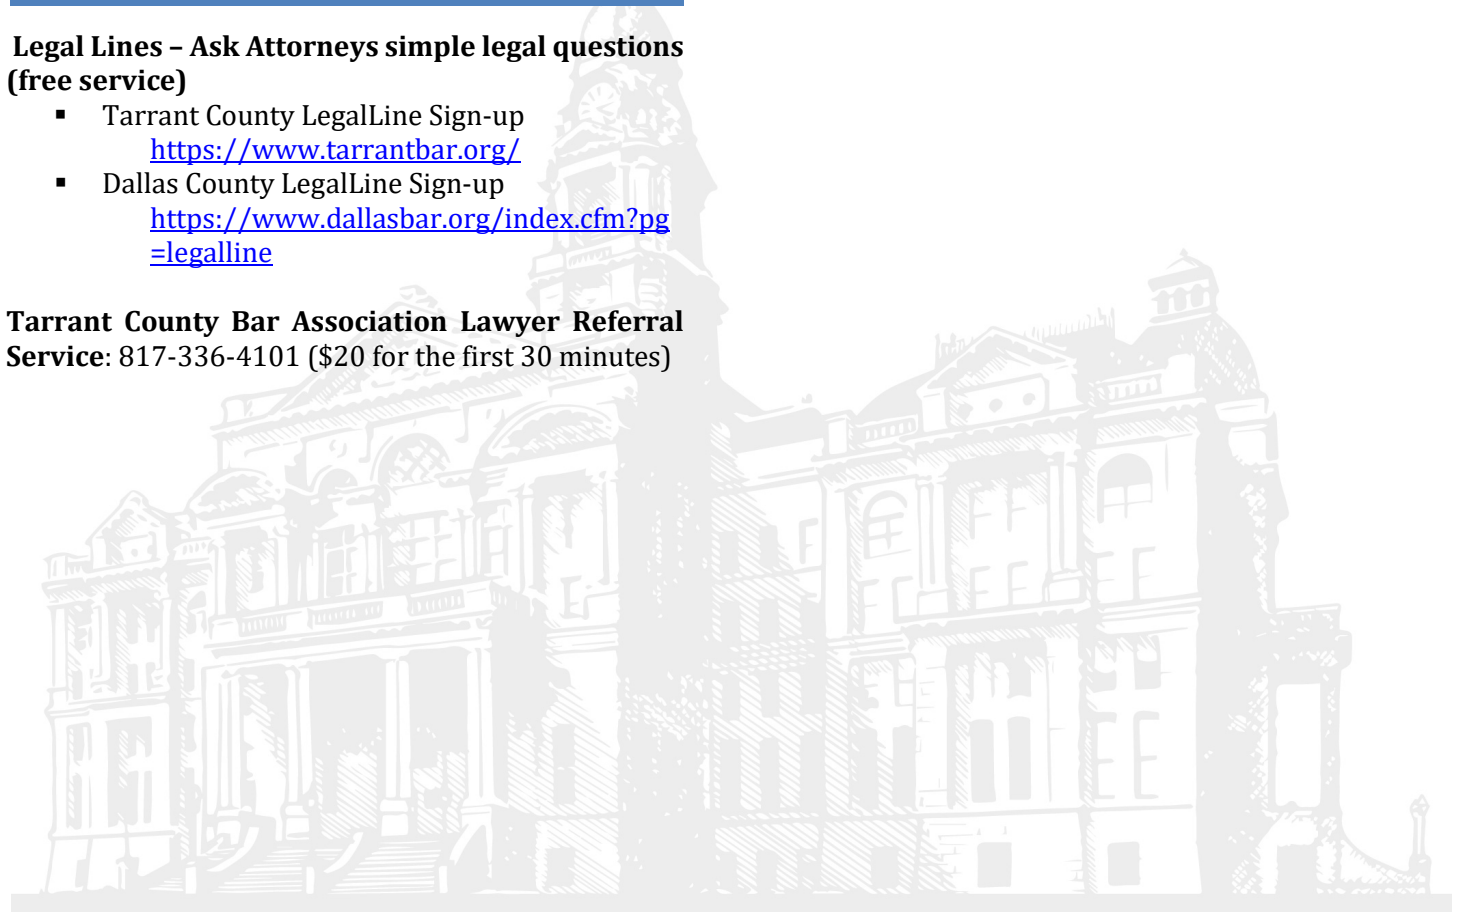 Legal Lines – Ask Attorneys simple legal questions
(free service)
▪ Tarrant County LegalLine Sign-up
https://www.tarrantbar.org/
▪ Dallas County LegalLine Sign-up
https://www.dallasbar.org/index.cfm?pg
=legalline
Tarrant County Bar Association Lawyer Referral
Service: 817-336-4101 ($20 for the first 30 minutes)